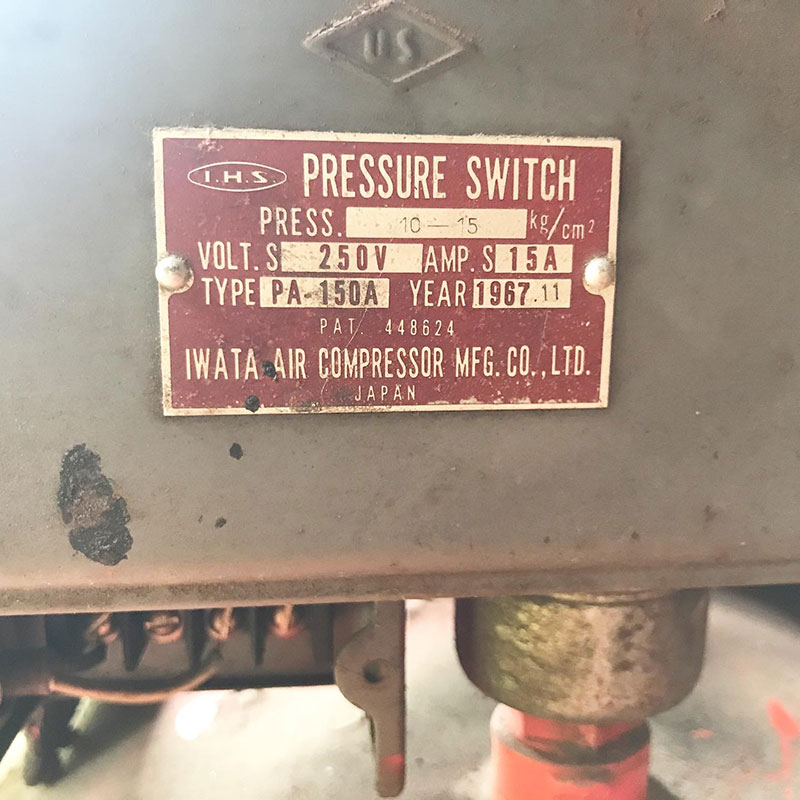 US
I.H.S. PRESSURE SWITCH
PRESS. 10—15 kg/cm²
VOLT.S 250V AMP.S 15A
TYPE PA-150A YEAR 1967.11
PAT. 448624
IWATA AIR COMPRESSOR MFG. CO., LTD.
JAPAN